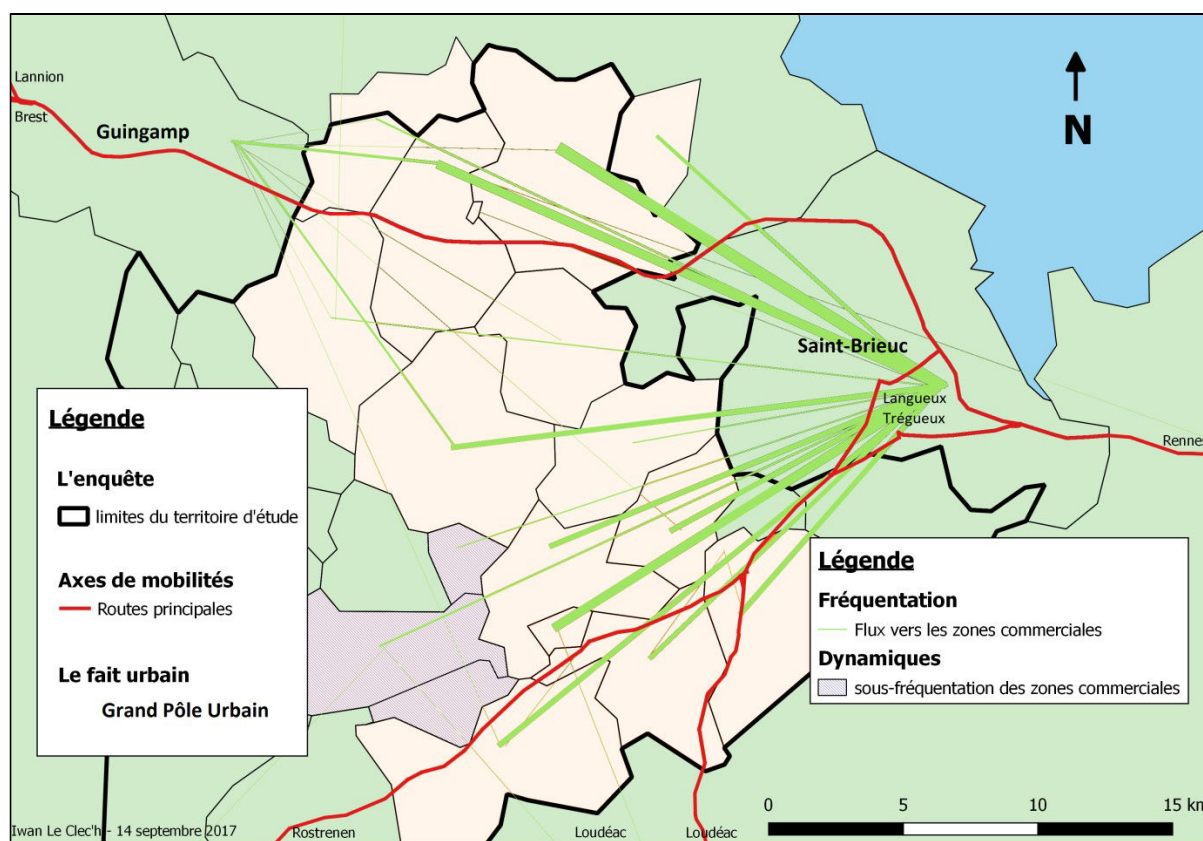 Lannion
Brest
Guingamp
N
Saint-Brieuc
Langueux
Trégueux
Rennes
Légende
L'enquête
limites du territoire d'étude
Axes de mobilités
Routes principales
Le fait urbain
Grand Pôle Urbain
Légende
Fréquentation
Flux vers les zones commerciales
Dynamiques
sous-fréquentation des zones commerciales
0 5 10 15 km
Iwan Le Clec'h - 14 septembre 2017
Rostrenen
Loudéac
Loudéac